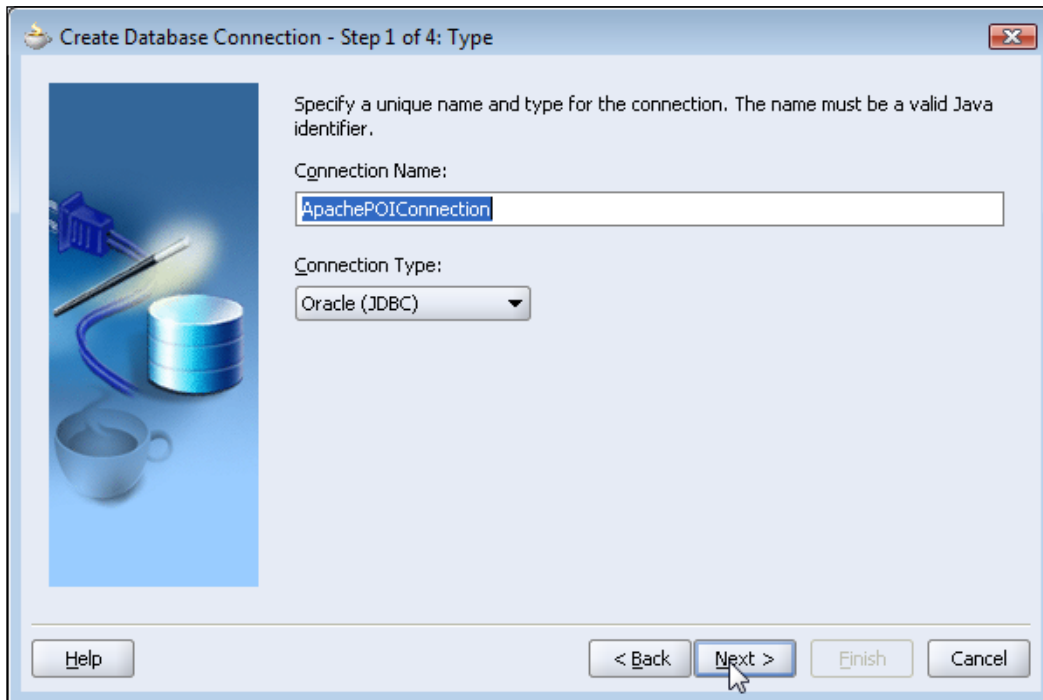 Create Database Connection - Step 1 of 4: Type
Specify a unique name and type for the connection. The name must be a valid Java
identifier.
Connection Name:
ApachePOIConnection
Connection Type:
Oracle (JDBC)
Help
< Back
Next >
Finish
Cancel